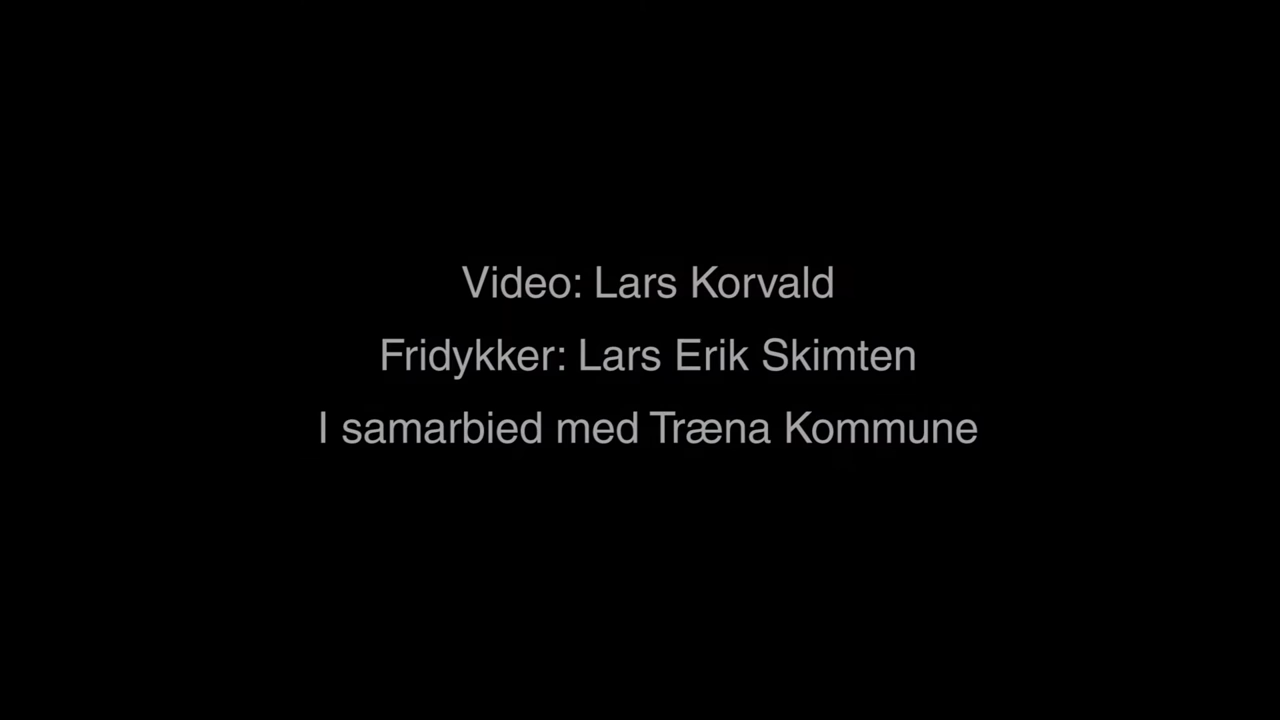 Video: Lars Korvald
Fridykker: Lars Erik Skimten
I samarbied med Træna Kommune